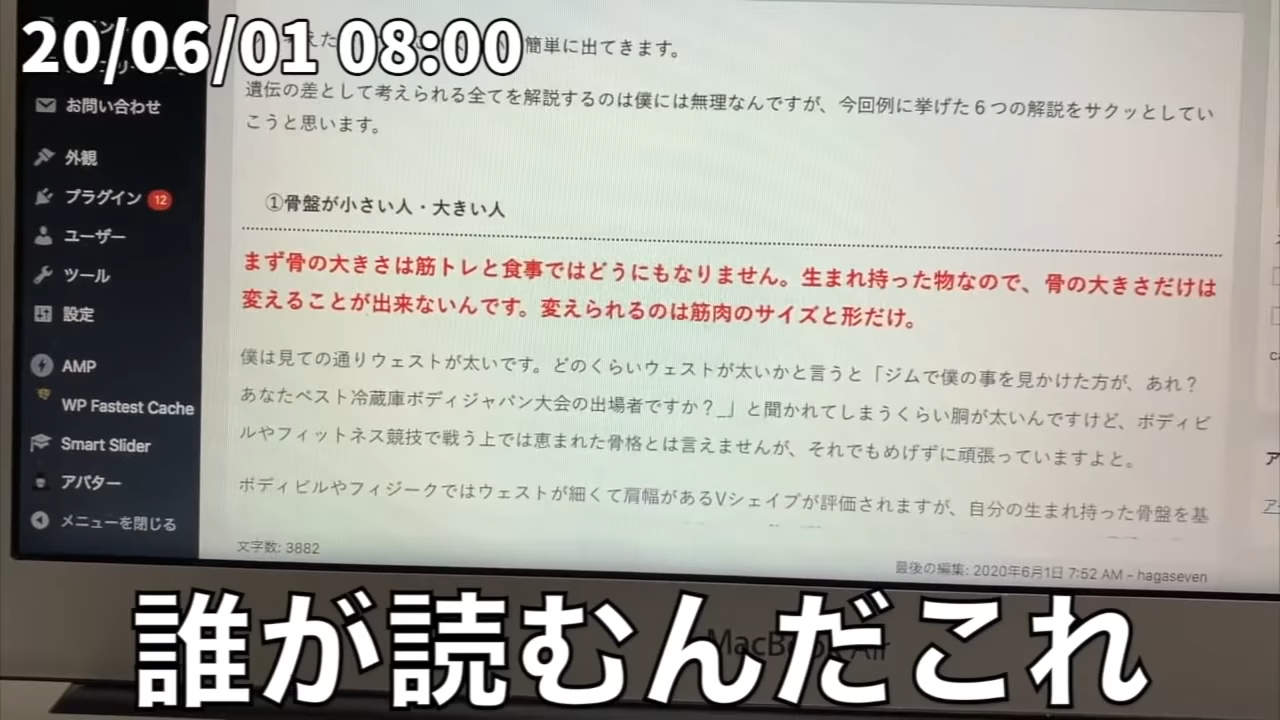 20/06/01 08:00
簡単に出てきます。
遺伝の差として考えられる全てを解説するのは僕には無理なんですが、今回例に挙げた６つの解説をサクッとしてい
こうと思います。
①骨盤が小さい人・大きい人
まず骨の大きさは筋トレと食事ではどうにもなりません。生まれ持った物なので、骨の大きさだけは
変えることが出来ないんです。変えられるのは筋肉のサイズと形だけ。
僕は見ての通りウェストが太いです。どのくらいウェストが太いかと言うと「ジムで僕の事を見かけた方が、あれ？
あなたベスト冷蔵庫ボディジャパン大会の出場者ですか？_」と聞かれてしまうくらい胴が太いんですけど、ボディビ
ルやフィットネス競技で戦う上では恵まれた骨格とは言えませんが、それでもめげずに頑張っていますよと。
ボディビルやフィジークではウェストが細くて肩幅があるVシェイプが評価されますが、自分の生まれ持った骨盤を基
文字数: 3882
最後の編集: 2020年6月1日 7:52 AM – hagaseven
お問い合わせ
外観
プラグイン 12
ユーザー
ツール
設定
AMP
WP Fastest Cache
Smart Slider
アバター
メニューを閉じる
MacBook Air
誰が読むんだこれ